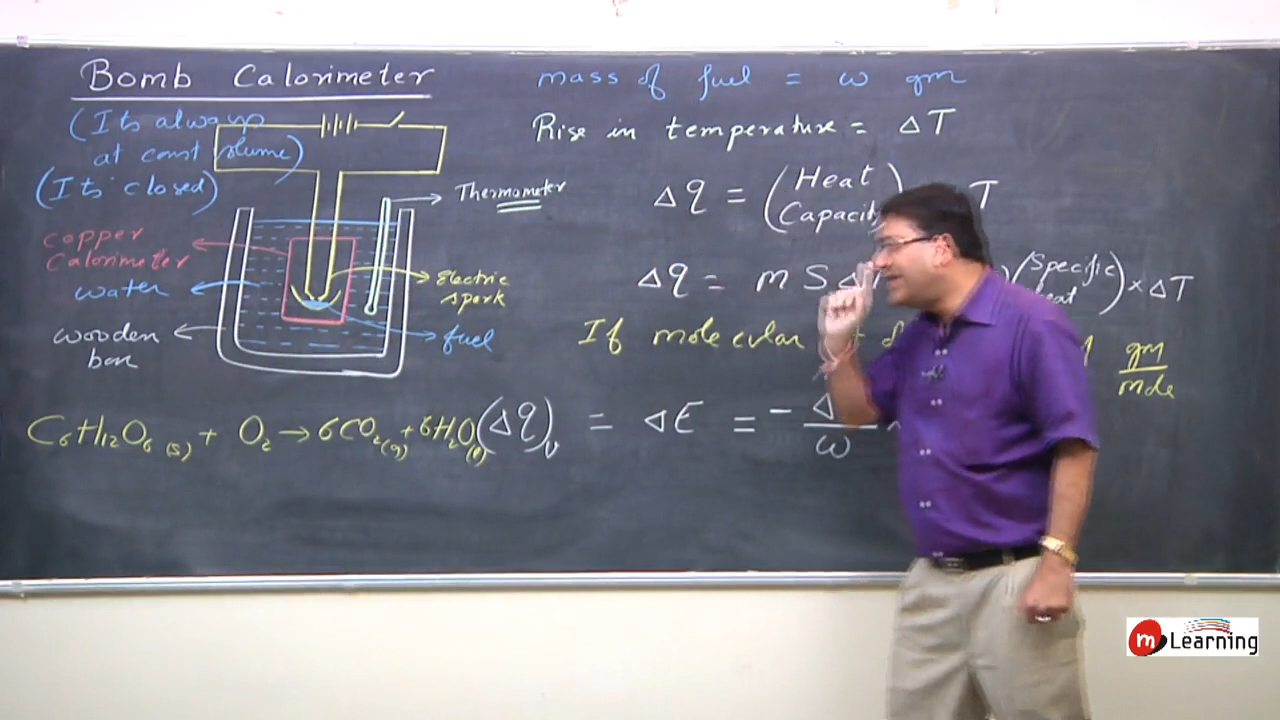 Bomb Calorimeter
(Its always
at const volume)
(Its closed)
Copper
Calorimeter
water
wooden
box
Thermometer
Electric
spark
fuel
mass of fuel = w gm
Rise in temperature = ΔT
Δq = (Heat Capacit T
Δq = m S Δ (Specific eat) × ΔT
If molecular gm/mole
C6H12O6(s) + O2 → 6CO2(g) + 6H2O(l) (Δq)v = ΔE = - Δ/w
m Learning